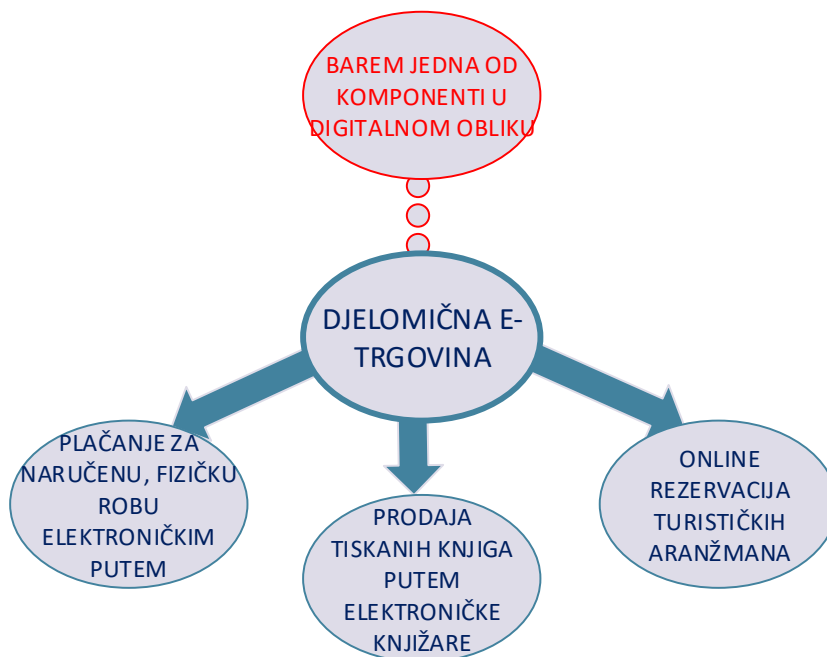 BAREM JEDNA OD
KOMPONENTI U
DIGITALNOM OBLIKU
DJELOMIČNA E-
TRGOVINA
PLAČANJE ZA
NARUČENU, FIZIČKU
ROBU
ELEKTRONIČKIM
PUTEM
PRODAJA
TISKANIH KNJIGA
PUTEM
ELEKTRONIČKE
KNJIŽARE
ONLINE
REZERVACIJA
TURISTIČKIH
ARANŽMANA